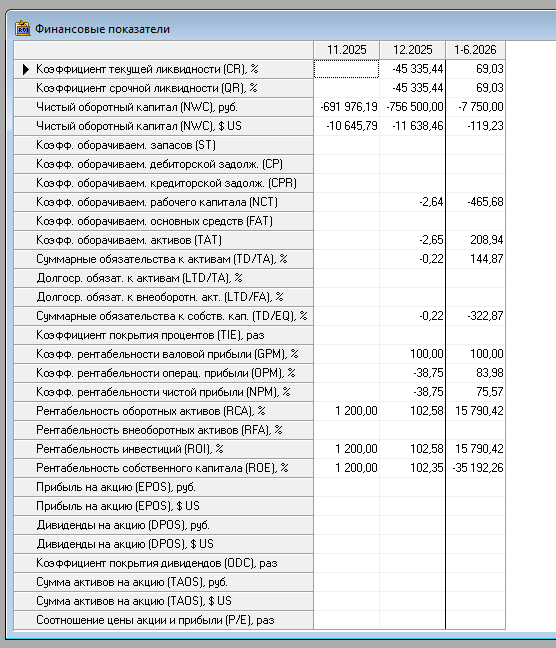 Финансовые показатели
11.2025 12.2025 1-6.2026
Коэффициент текущей ликвидности (CR), % -45 335,44 69,03
Коэффициент срочной ликвидности (QR), % -45 335,44 69,03
Чистый оборотный капитал (NWC), руб. -691 976,19 -756 500,00 -7 750,00
Чистый оборотный капитал (NWC), $ US -10 645,79 -11 638,46 -119,23
Коэфф. оборачиваем. запасов (ST)
Коэфф. оборачиваем. дебиторской задолж. (CP)
Коэфф. оборачиваем. кредиторской задолж. (CPR)
Коэфф. оборачиваем. рабочего капитала (NCT) -2,64 -465,68
Коэфф. оборачиваем. основных средств (FAT)
Коэфф. оборачиваем. активов (TAT) -2,65 208,94
Суммарные обязательства к активам (TD/TA), % -0,22 144,87
Долгоср. обязат. к активам (LTD/TA), %
Долгоср. обязат. к внеоборотн. акт. (LTD/FA), %
Суммарные обязательства к собств. кап. (TD/EQ), % -0,22 -322,87
Коэффициент покрытия процентов (TIE), раз
Коэфф. рентабельности валовой прибыли (GPM), % 100,00 100,00
Коэфф. рентабельности операц. прибыли (OPM), % -38,75 83,98
Коэфф. рентабельности чистой прибыли (NPM), % -38,75 75,57
Рентабельность оборотных активов (RCA), % 1 200,00 102,58 15 790,42
Рентабельность внеоборотных активов (RFA), %
Рентабельность инвестиций (ROI), % 1 200,00 102,58 15 790,42
Рентабельность собственного капитала (ROE), % 1 200,00 102,35 -35 192,26
Прибыль на акцию (EPOS), руб.
Прибыль на акцию (EPOS), $ US
Дивиденды на акцию (DPOS), руб.
Дивиденды на акцию (DPOS), $ US
Коэффициент покрытия дивидендов (ODC), раз
Сумма активов на акцию (TAOS), руб.
Сумма активов на акцию (TAOS), $ US
Соотношение цены акции и прибыли (P/E), раз